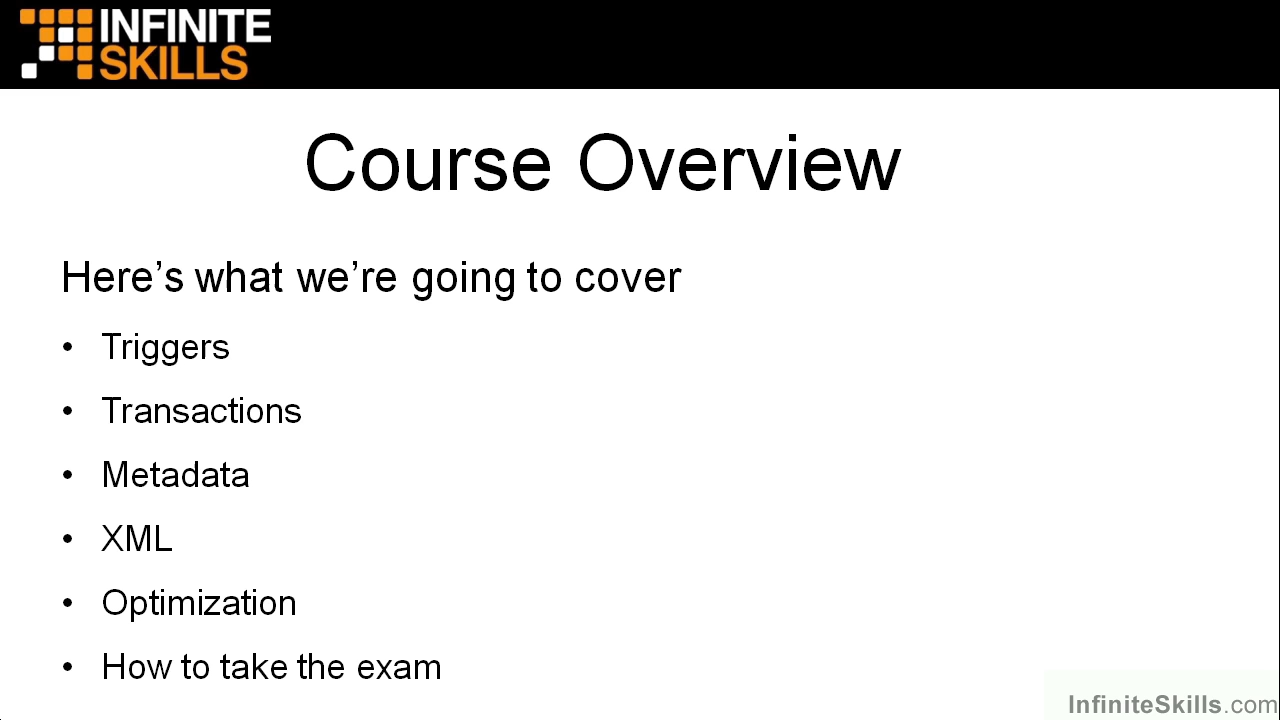 INFINITE
SKILLS
Course Overview
Here’s what we’re going to cover
• Triggers
• Transactions
• Metadata
• XML
• Optimization
• How to take the exam
InfiniteSkills.com